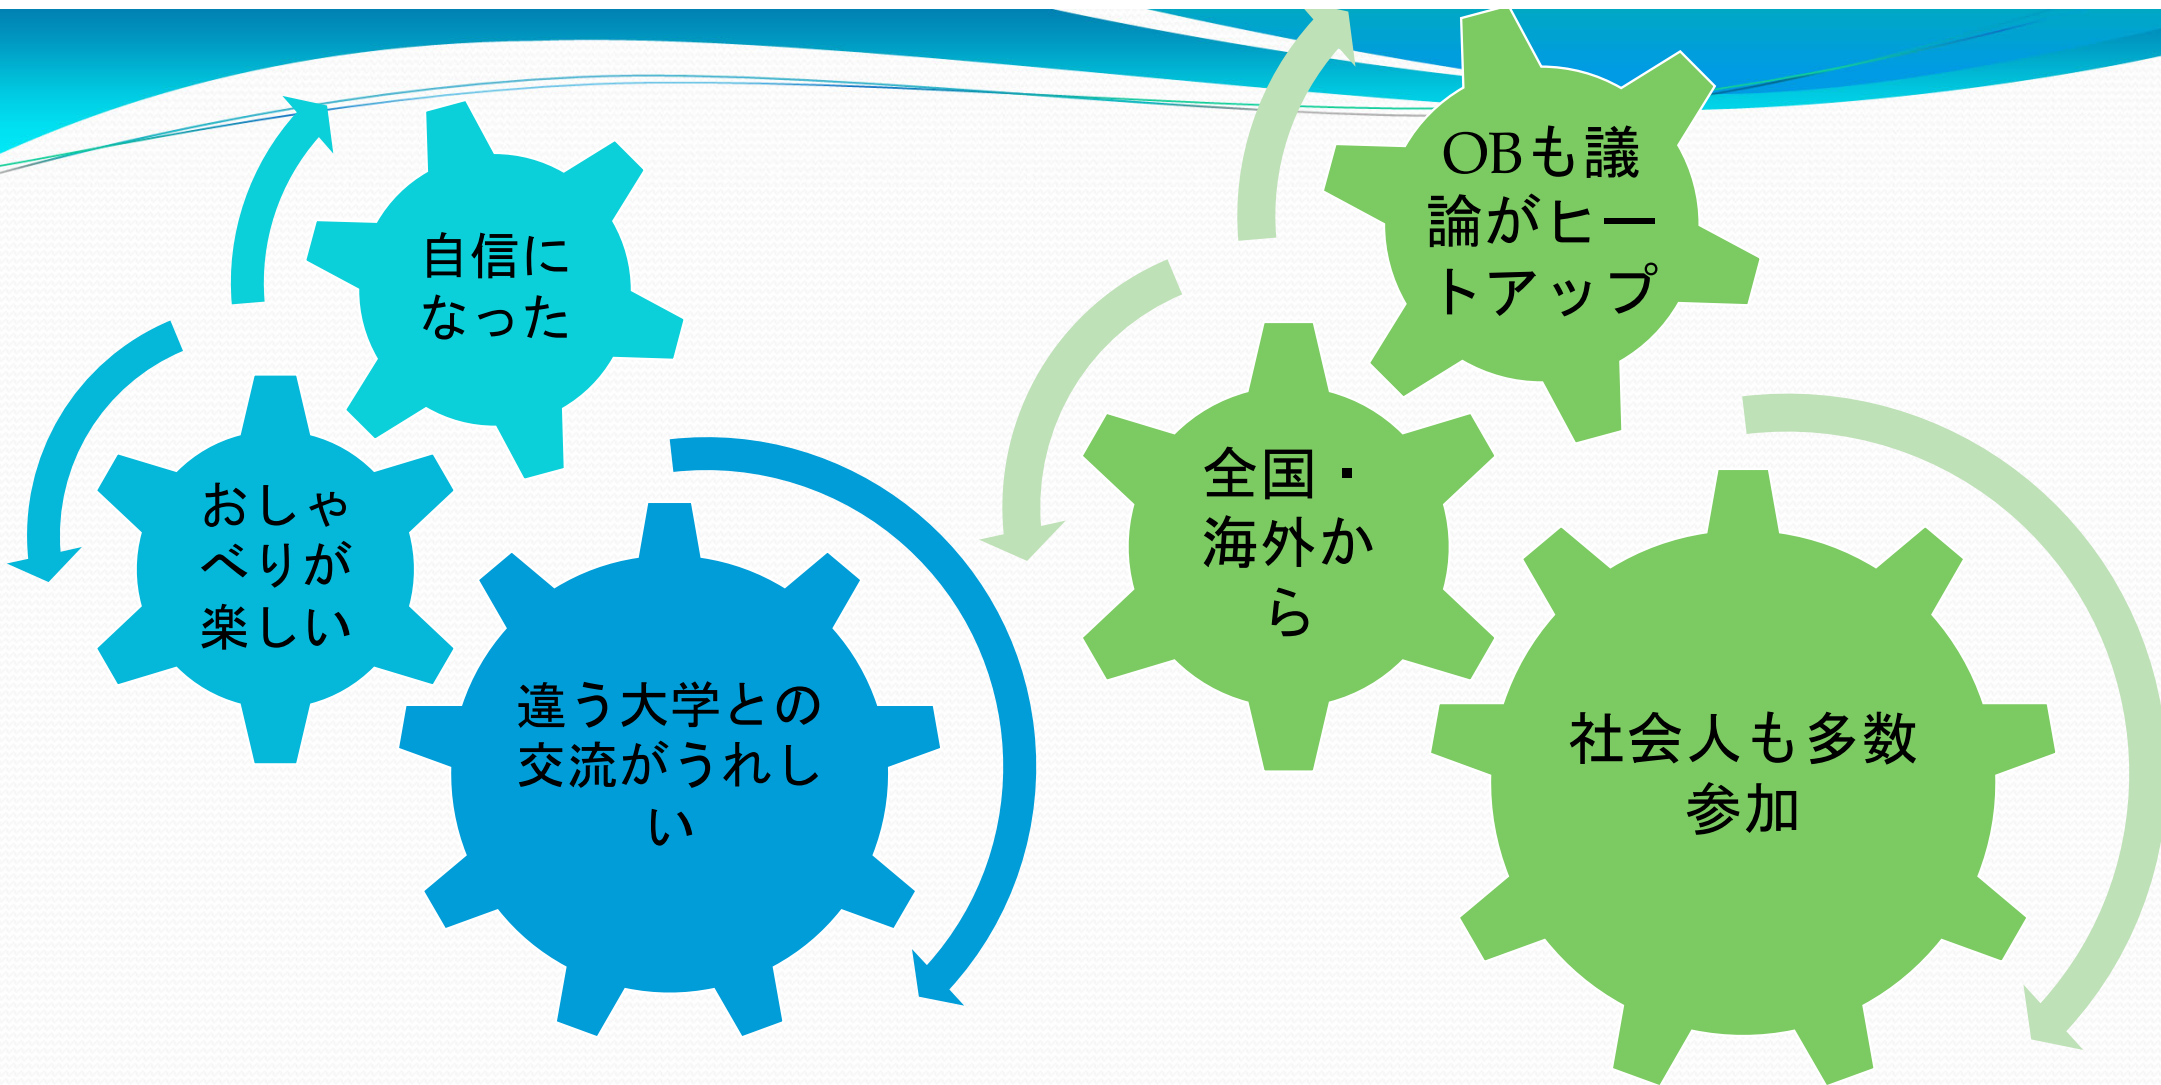 自信に
なった
おしゃ
べりが
楽しい
違う大学との
交流がうれし
い
OBも議
論がヒー
トアップ
全国・
海外か
ら
社会人も多数
参加